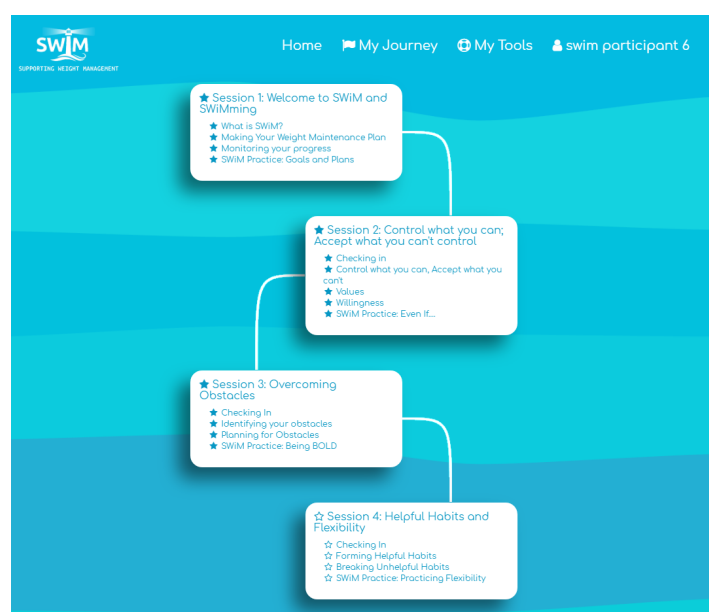 SWiM
SUPPORTING WEIGHT MANAGEMENT
Home My Journey My Tools swim participant 6
Session 1: Welcome to SWiM and
SWiMming
What is SWiM?
Making Your Weight Maintenance Plan
Monitoring your progress
SWiM Practice: Goals and Plans
Session 2: Control what you can;
Accept what you can't control
Checking in
Control what you can, Accept what you
can't
Values
Willingness
SWiM Practice: Even If....
Session 3: Overcoming
Obstacles
Checking In
Identifying your obstacles
Planning for Obstacles
SWiM Practice: Being BOLD
Session 4: Helpful Habits and
Flexibility
Checking In
Forming Helpful Habits
Breaking Unhelpful Habits
SWiM Practice: Practicing Flexibility